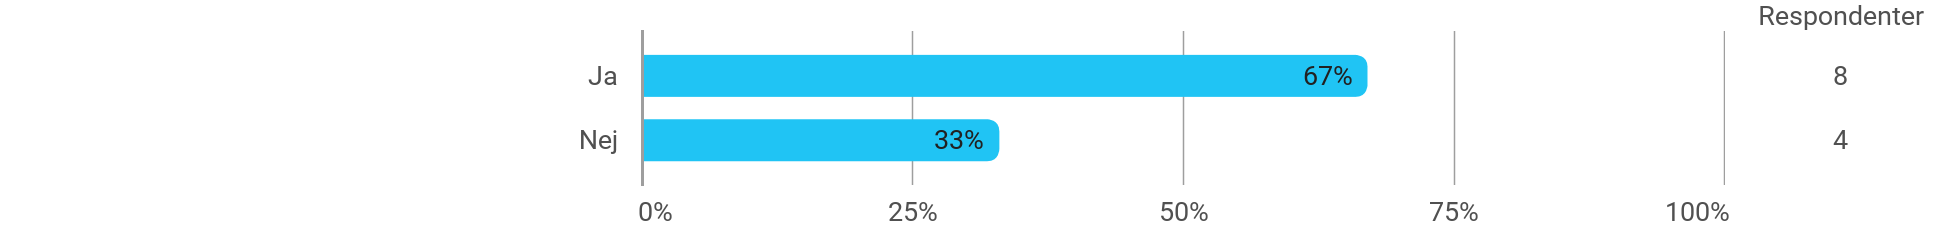 Respondenter
Ja 67% 8
Nej 33% 4
0% 25% 50% 75% 100%